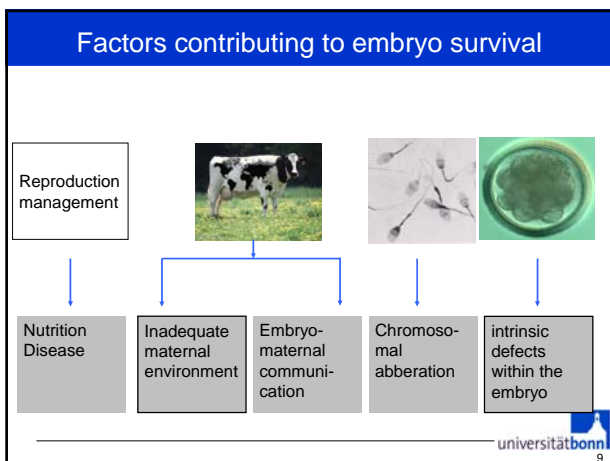 Factors contributing to embryo survival
Reproduction
management
Nutrition
Disease
Inadequate
maternal
environment
Embryo-
maternal
communi-
cation
Chromoso-
mal
abberation
intrinsic
defects
within the
embryo
universitätbonn
9